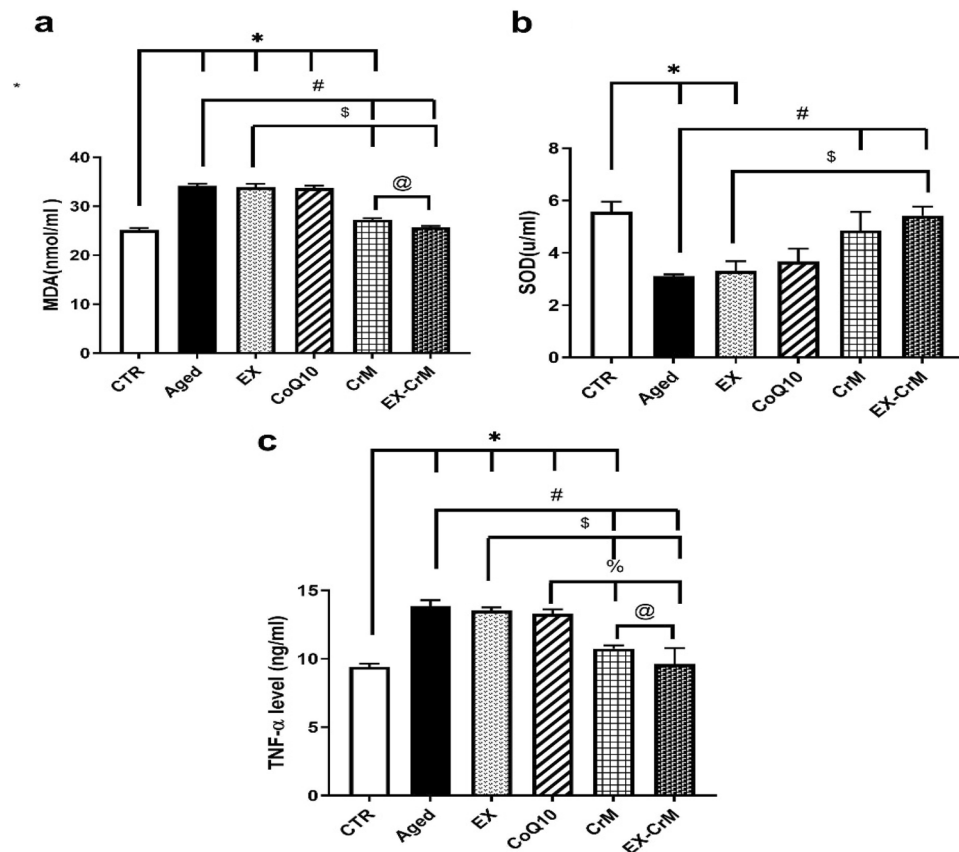 a
*
*
#
$
@
MDA(nmol/ml )
40
30
20
10
0
CTR
Aged
EX
CoQ10
CrM
EX-CrM
b
*
#
$
SOD(u/ml)
8
6
4
2
0
CTR
Aged
EX
CoQ10
CrM
EX-CrM
c
*
#
$
%
@
TNF-α level (ng/ml)
15
10
5
0
CTR
Aged
EX
CoQ10
CrM
EX-CrM